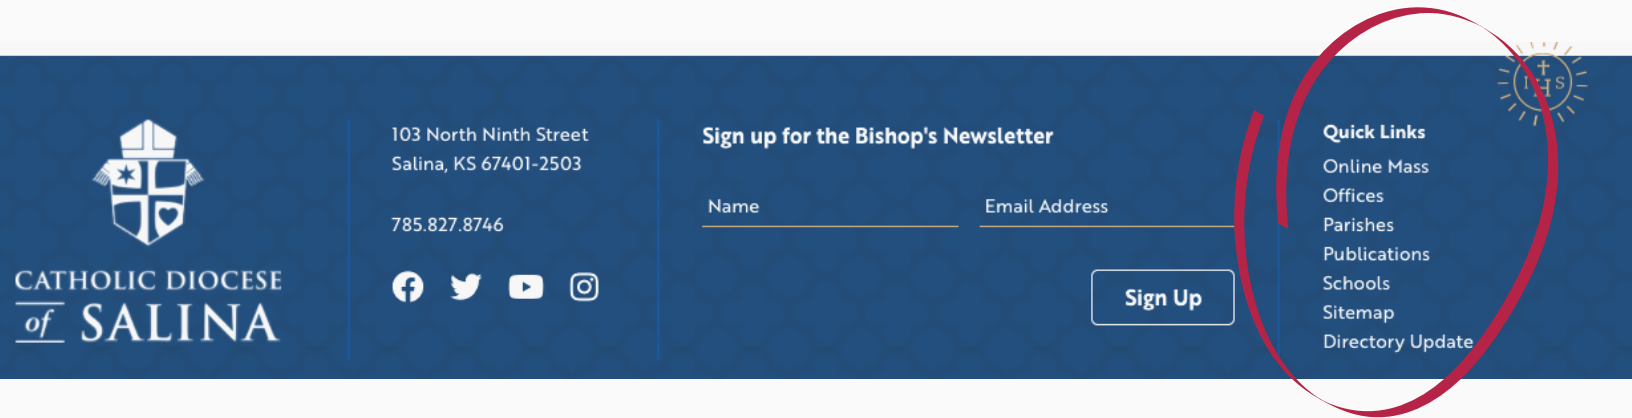 CATHOLIC DIOCESE
of SALINA
103 North Ninth Street
Salina, KS 67401-2503
785.827.8746
Sign up for the Bishop's Newsletter
Name
Email Address
Sign Up
IHS
Quick Links
Online Mass
Offices
Parishes
Publications
Schools
Sitemap
Directory Update